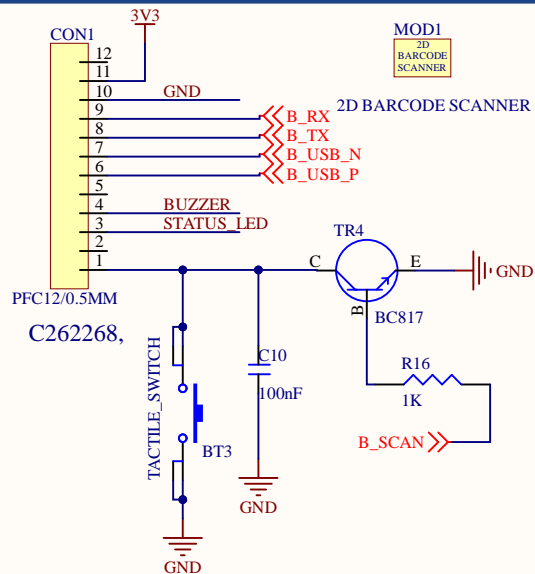 3V3
CON1
MOD1
2D
BARCODE
SCANNER
2D BARCODE SCANNER
12
11
10 GND
9 B_RX
8 B_TX
7 B_USB_N
6 B_USB_P
5
4 BUZZER
3 STATUS_LED
2
1
PFC12/0.5MM
C262268,
TR4
C E
B
GND
BC817
R16
1K
B_SCAN
TACTILE_SWITCH
BT3
C10
100nF
GND
GND